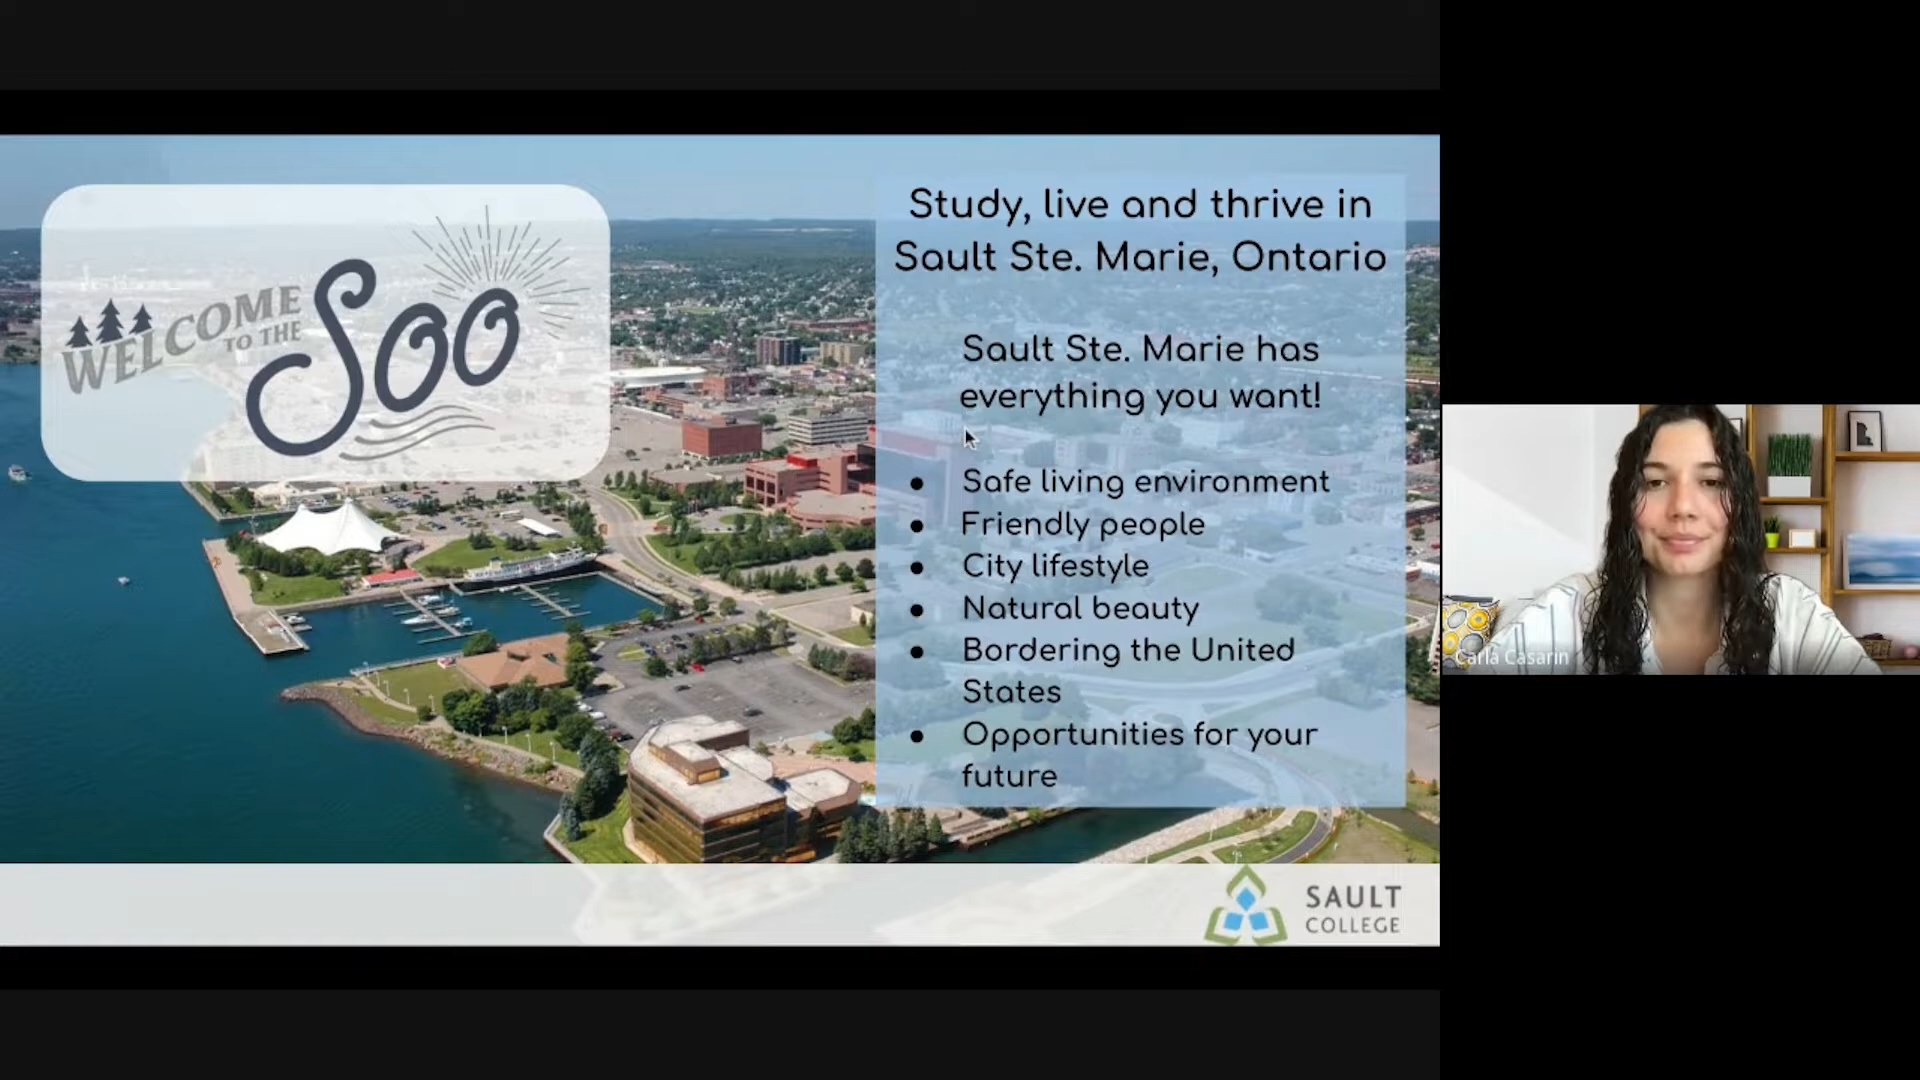 WELCOME
TO THE
Soo
Study, live and thrive in
Sault Ste. Marie, Ontario
Sault Ste. Marie has
everything you want!
● Safe living environment
● Friendly people
● City lifestyle
● Natural beauty
● Bordering the United
States
● Opportunities for your
future
SAULT
COLLEGE
Carla Casarin